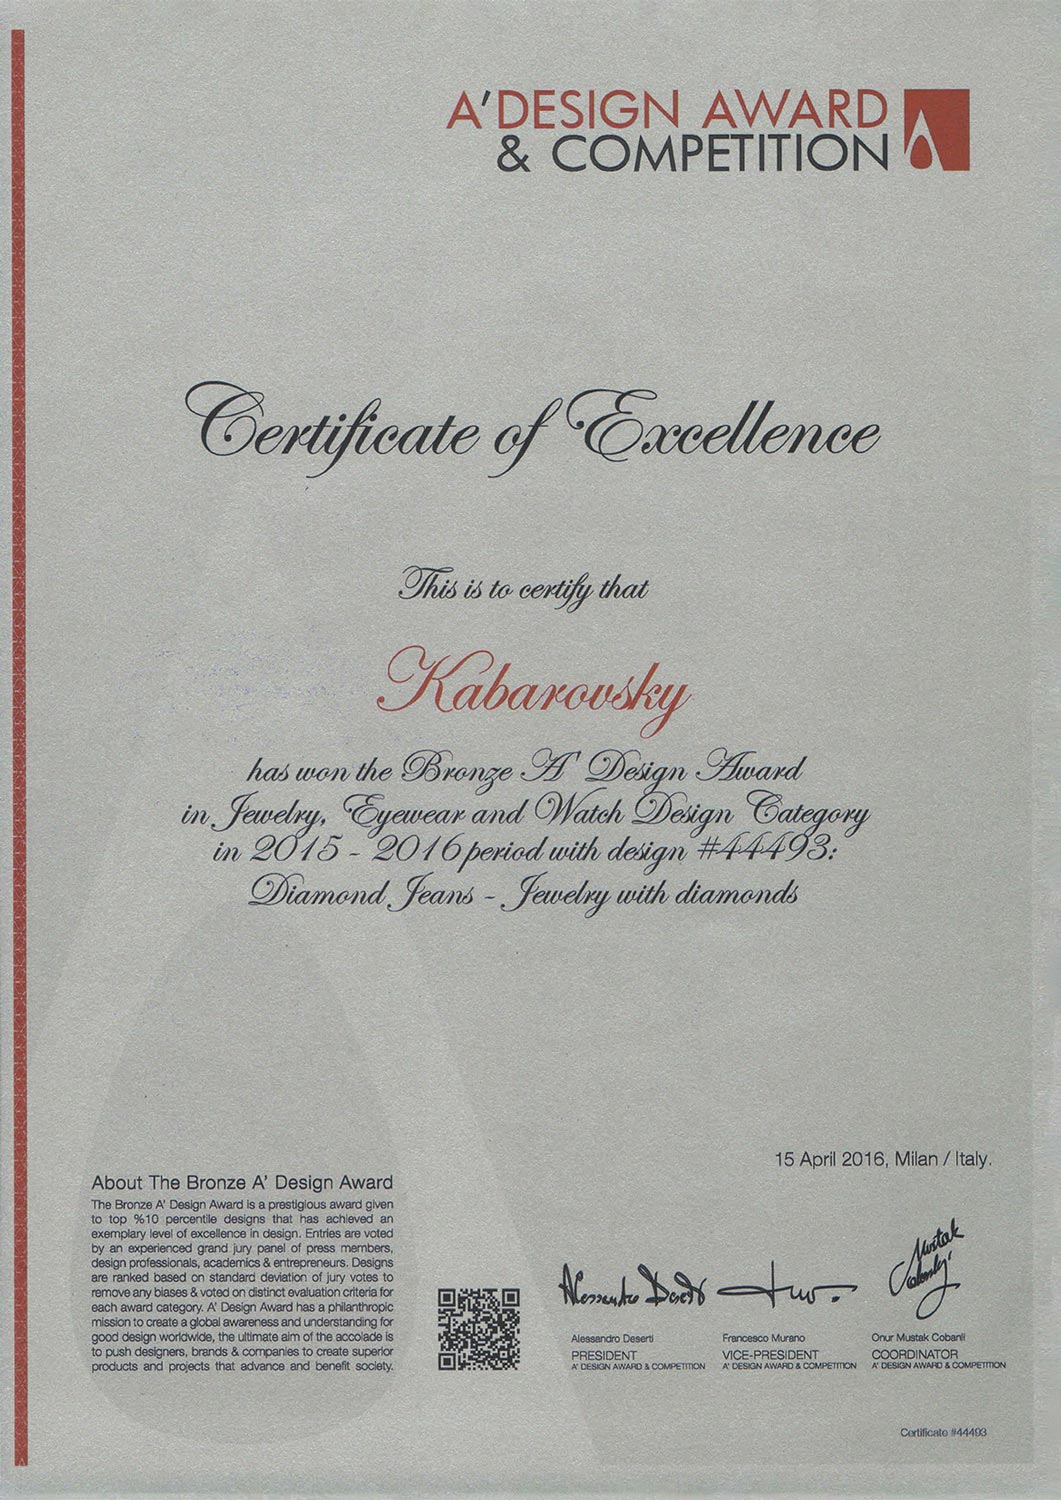 A'DESIGN AWARD
& COMPETITION
Certificate of Excellence
This is to certify that
Kabarovsky
has won the Bronze A' Design Award
in Jewelry, Eyewear and Watch Design Category
in 2015 - 2016 period with design #44493:
Diamond Jeans - Jewelry with diamonds
15 April 2016, Milan / Italy.
About The Bronze A' Design Award
The Bronze A' Design Award is a prestigious award given
to top %10 percentile designs that has achieved an
exemplary level of excellence in design. Entries are voted
by an experienced grand jury panel of press members,
design professionals, academics & entrepreneurs. Designs
are ranked based on standard deviation of jury votes to
remove any biases & voted on distinct evaluation criteria for
each award category. A' Design Award has a philanthropic
mission to create a global awareness and understanding for
good design worldwide, the ultimate aim of the accolade is
to push designers, brands & companies to create superior
products and projects that advance and benefit society.
Alessandro Deserti
PRESIDENT
A' DESIGN AWARD & COMPETITION
Francesco Murano
VICE-PRESIDENT
A' DESIGN AWARD & COMPETITION
Onur Mustak Cobanli
COORDINATOR
A' DESIGN AWARD & COMPETITION
Certificate #44493